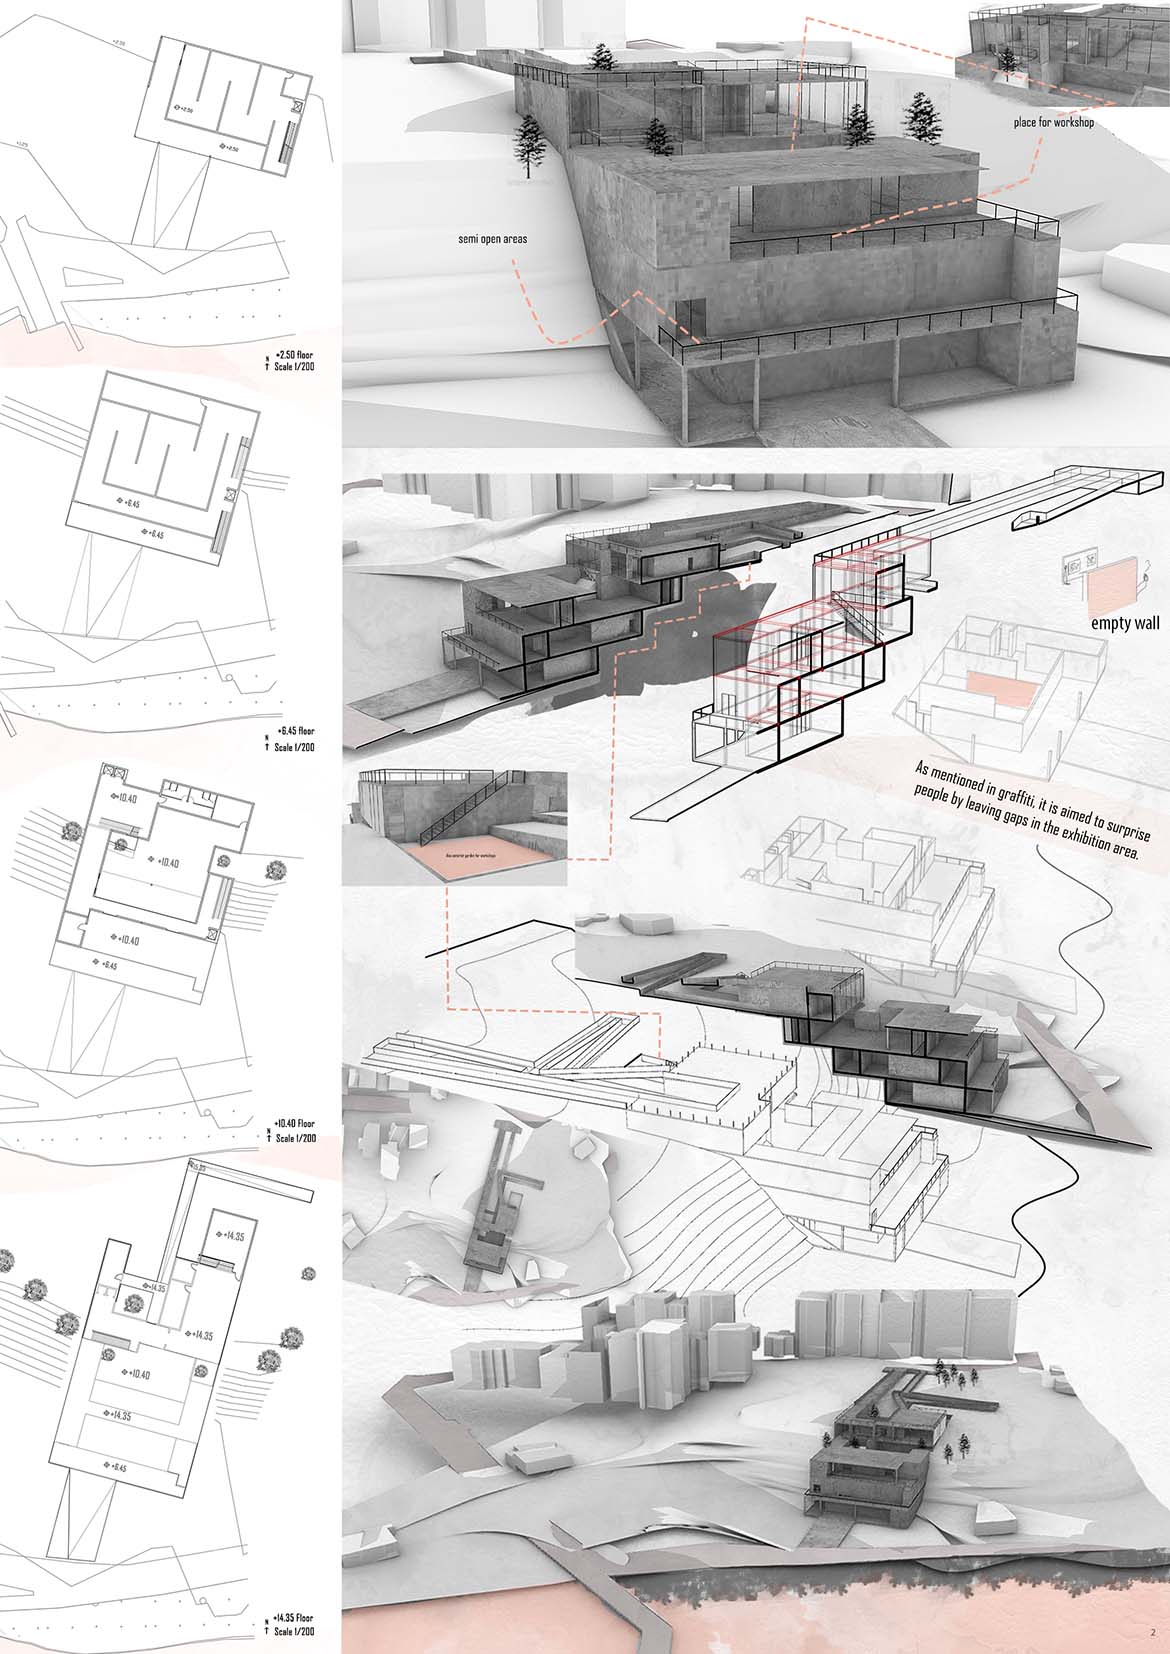 +2.50
+1.25
+2.50
+2.50
N +2.50 floor
Scale 1/200
+6.45
+6.45
N +6.45 floor
Scale 1/200
+10.40
+10.40
+10.40
+6.45
N +10.40 Floor
Scale 1/200
+14.35
+14.35
+14.35
+10.40
+14.35
+6.45
N +14.35 Floor
Scale 1/200
place for workshop
semi open areas
empty wall
As mentioned in graffiti, it is aimed to surprise
people by leaving gaps in the exhibition area.
2